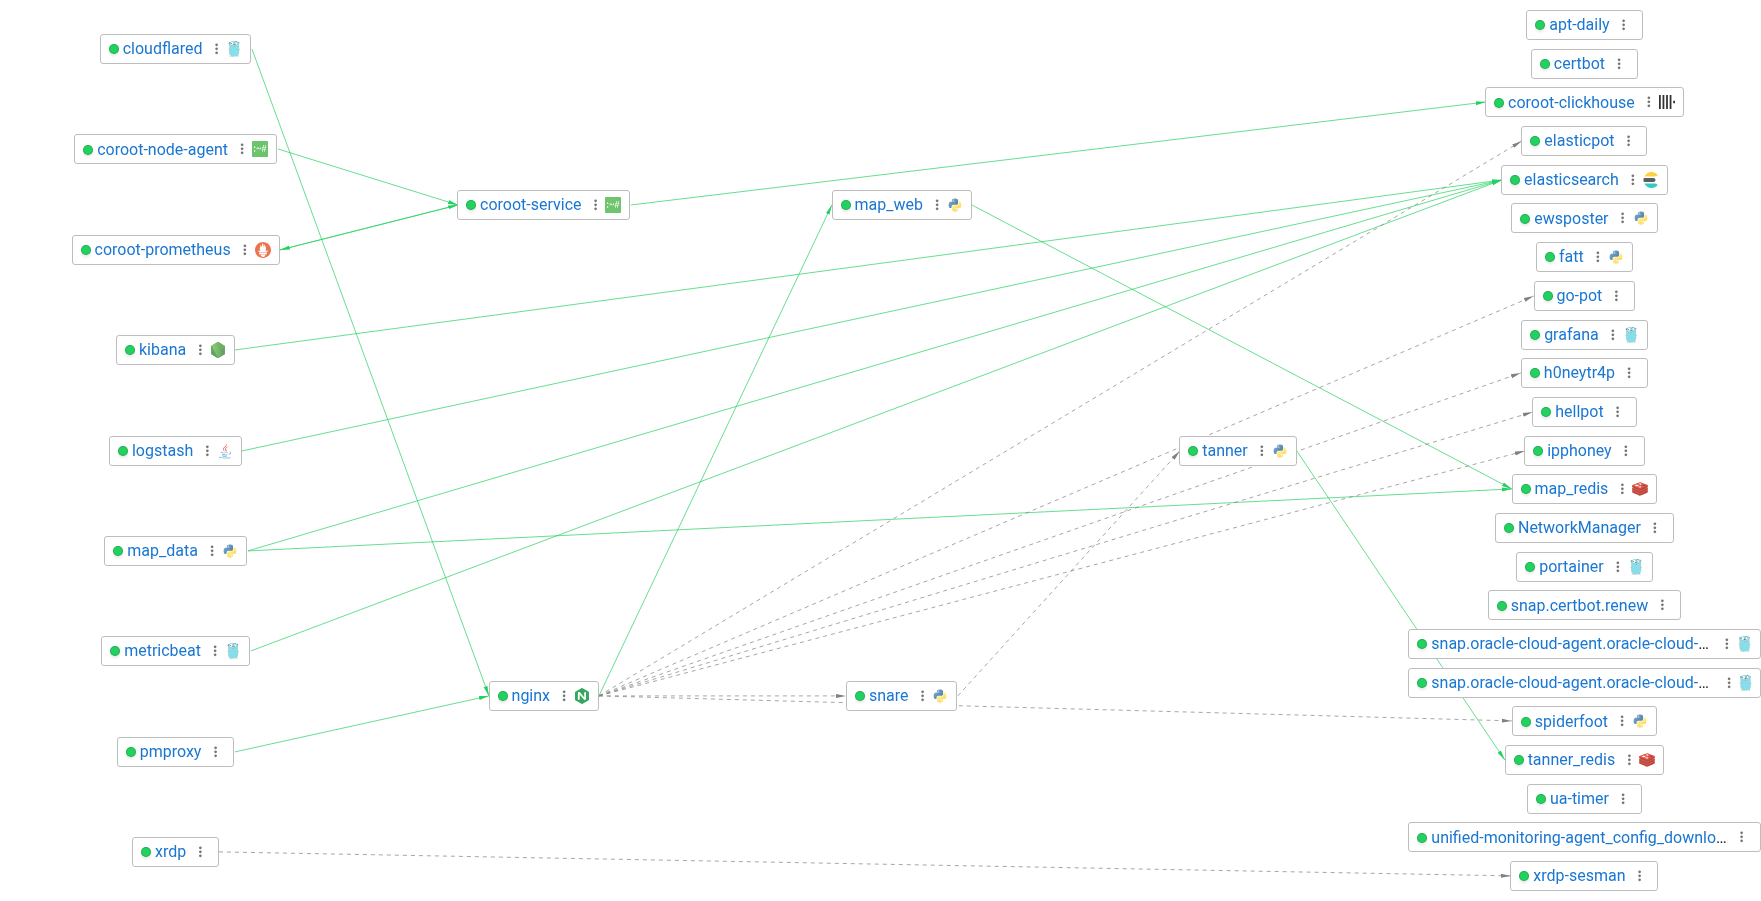 cloudflared
coroot-node-agent
coroot-prometheus
kibana
logstash
map_data
metricbeat
pmproxy
xrdp
coroot-service
nginx
map_web
snare
tanner
apt-daily
certbot
coroot-clickhouse
elasticpot
elasticsearch
ewsposter
fatt
go-pot
grafana
h0neytr4p
hellpot
ipphoney
map_redis
NetworkManager
portainer
snap.certbot.renew
snap.oracle-cloud-agent.oracle-cloud-...
snap.oracle-cloud-agent.oracle-cloud-...
spiderfoot
tanner_redis
ua-timer
unified-monitoring-agent_config_downlo...
xrdp-sesman